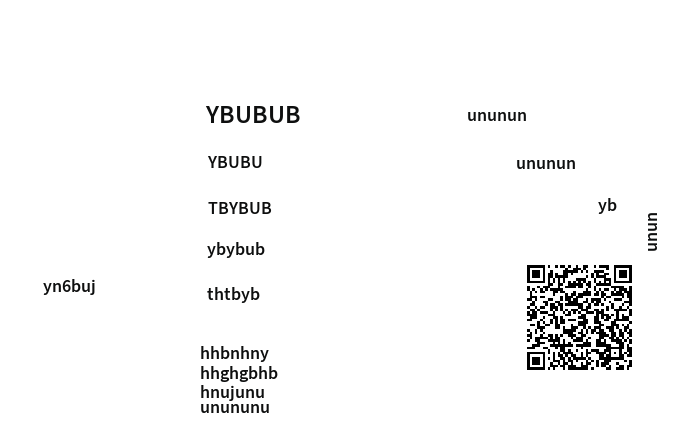 YBUBUB
ununun
YBUBU
ununun
TBYBUB
yb
unun
ybybub
yn6buj
thtbyb
hhbnhny
hhghgbhb
hnujunu
unununu